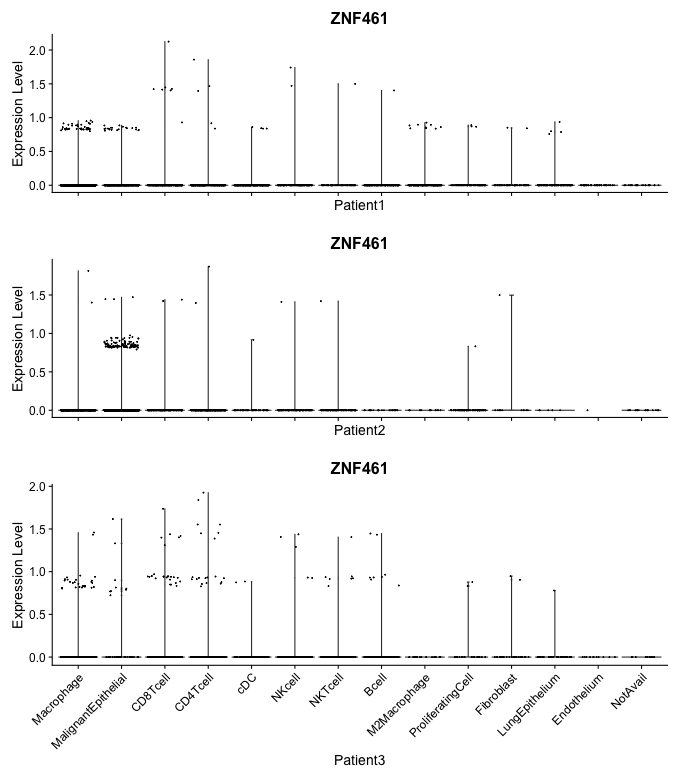 ZNF461
Expression Level
2.0
1.5
1.0
0.5
0.0
Patient1
ZNF461
Expression Level
1.5
1.0
0.5
0.0
Patient2
ZNF461
Expression Level
2.0
1.5
1.0
0.5
0.0
Macrophage
MalignantEpithelial
CD8Tcell
CD4Tcell
cDC
NKcell
NKTcell
Bcell
M2Macrophage
ProliferatingCell
Fibroblast
LungEpithelium
Endothelium
NotAvail
Patient3